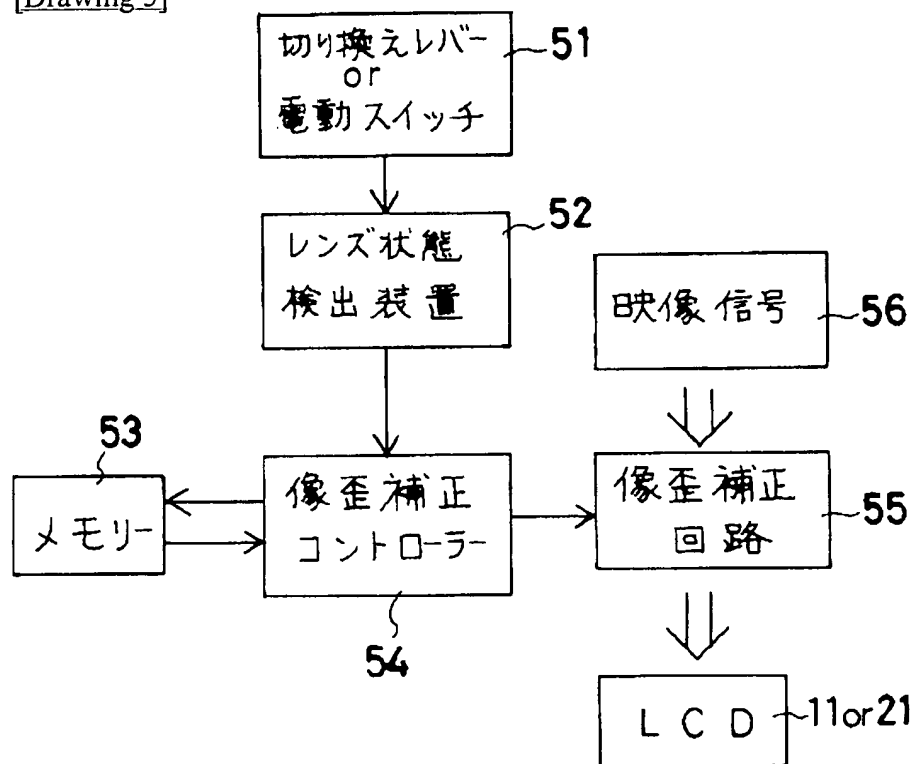 [Drawing 5]
切り換えレバー
or
電動スイッチ
51
レンズ状態
検出装置
52
映像信号
56
53
メモリー
像歪補正
コントローラー
54
像歪補正
回路
55
LCD
11or21